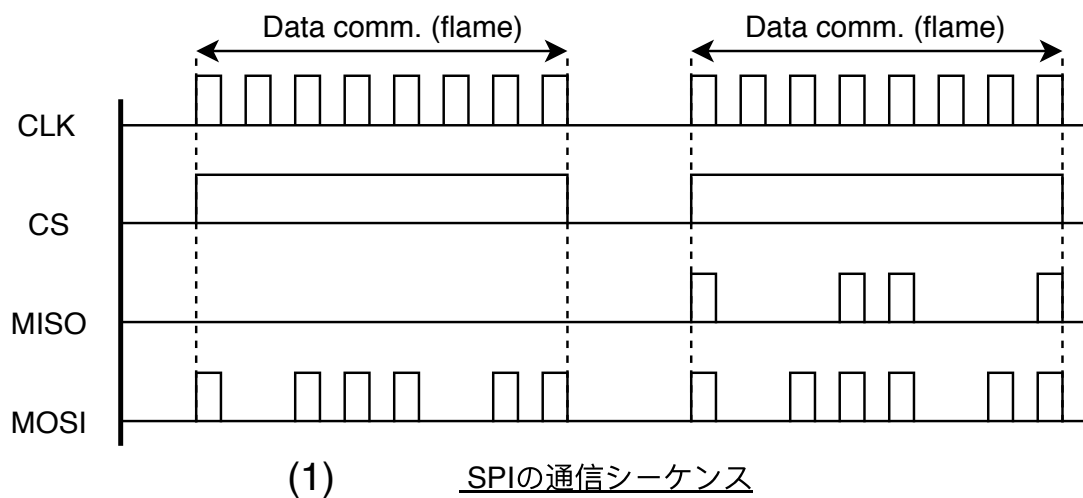 Data comm. (flame)
Data comm. (flame)
CLK
CS
MISO
MOSI
(1)
SPIの通信シーケンス